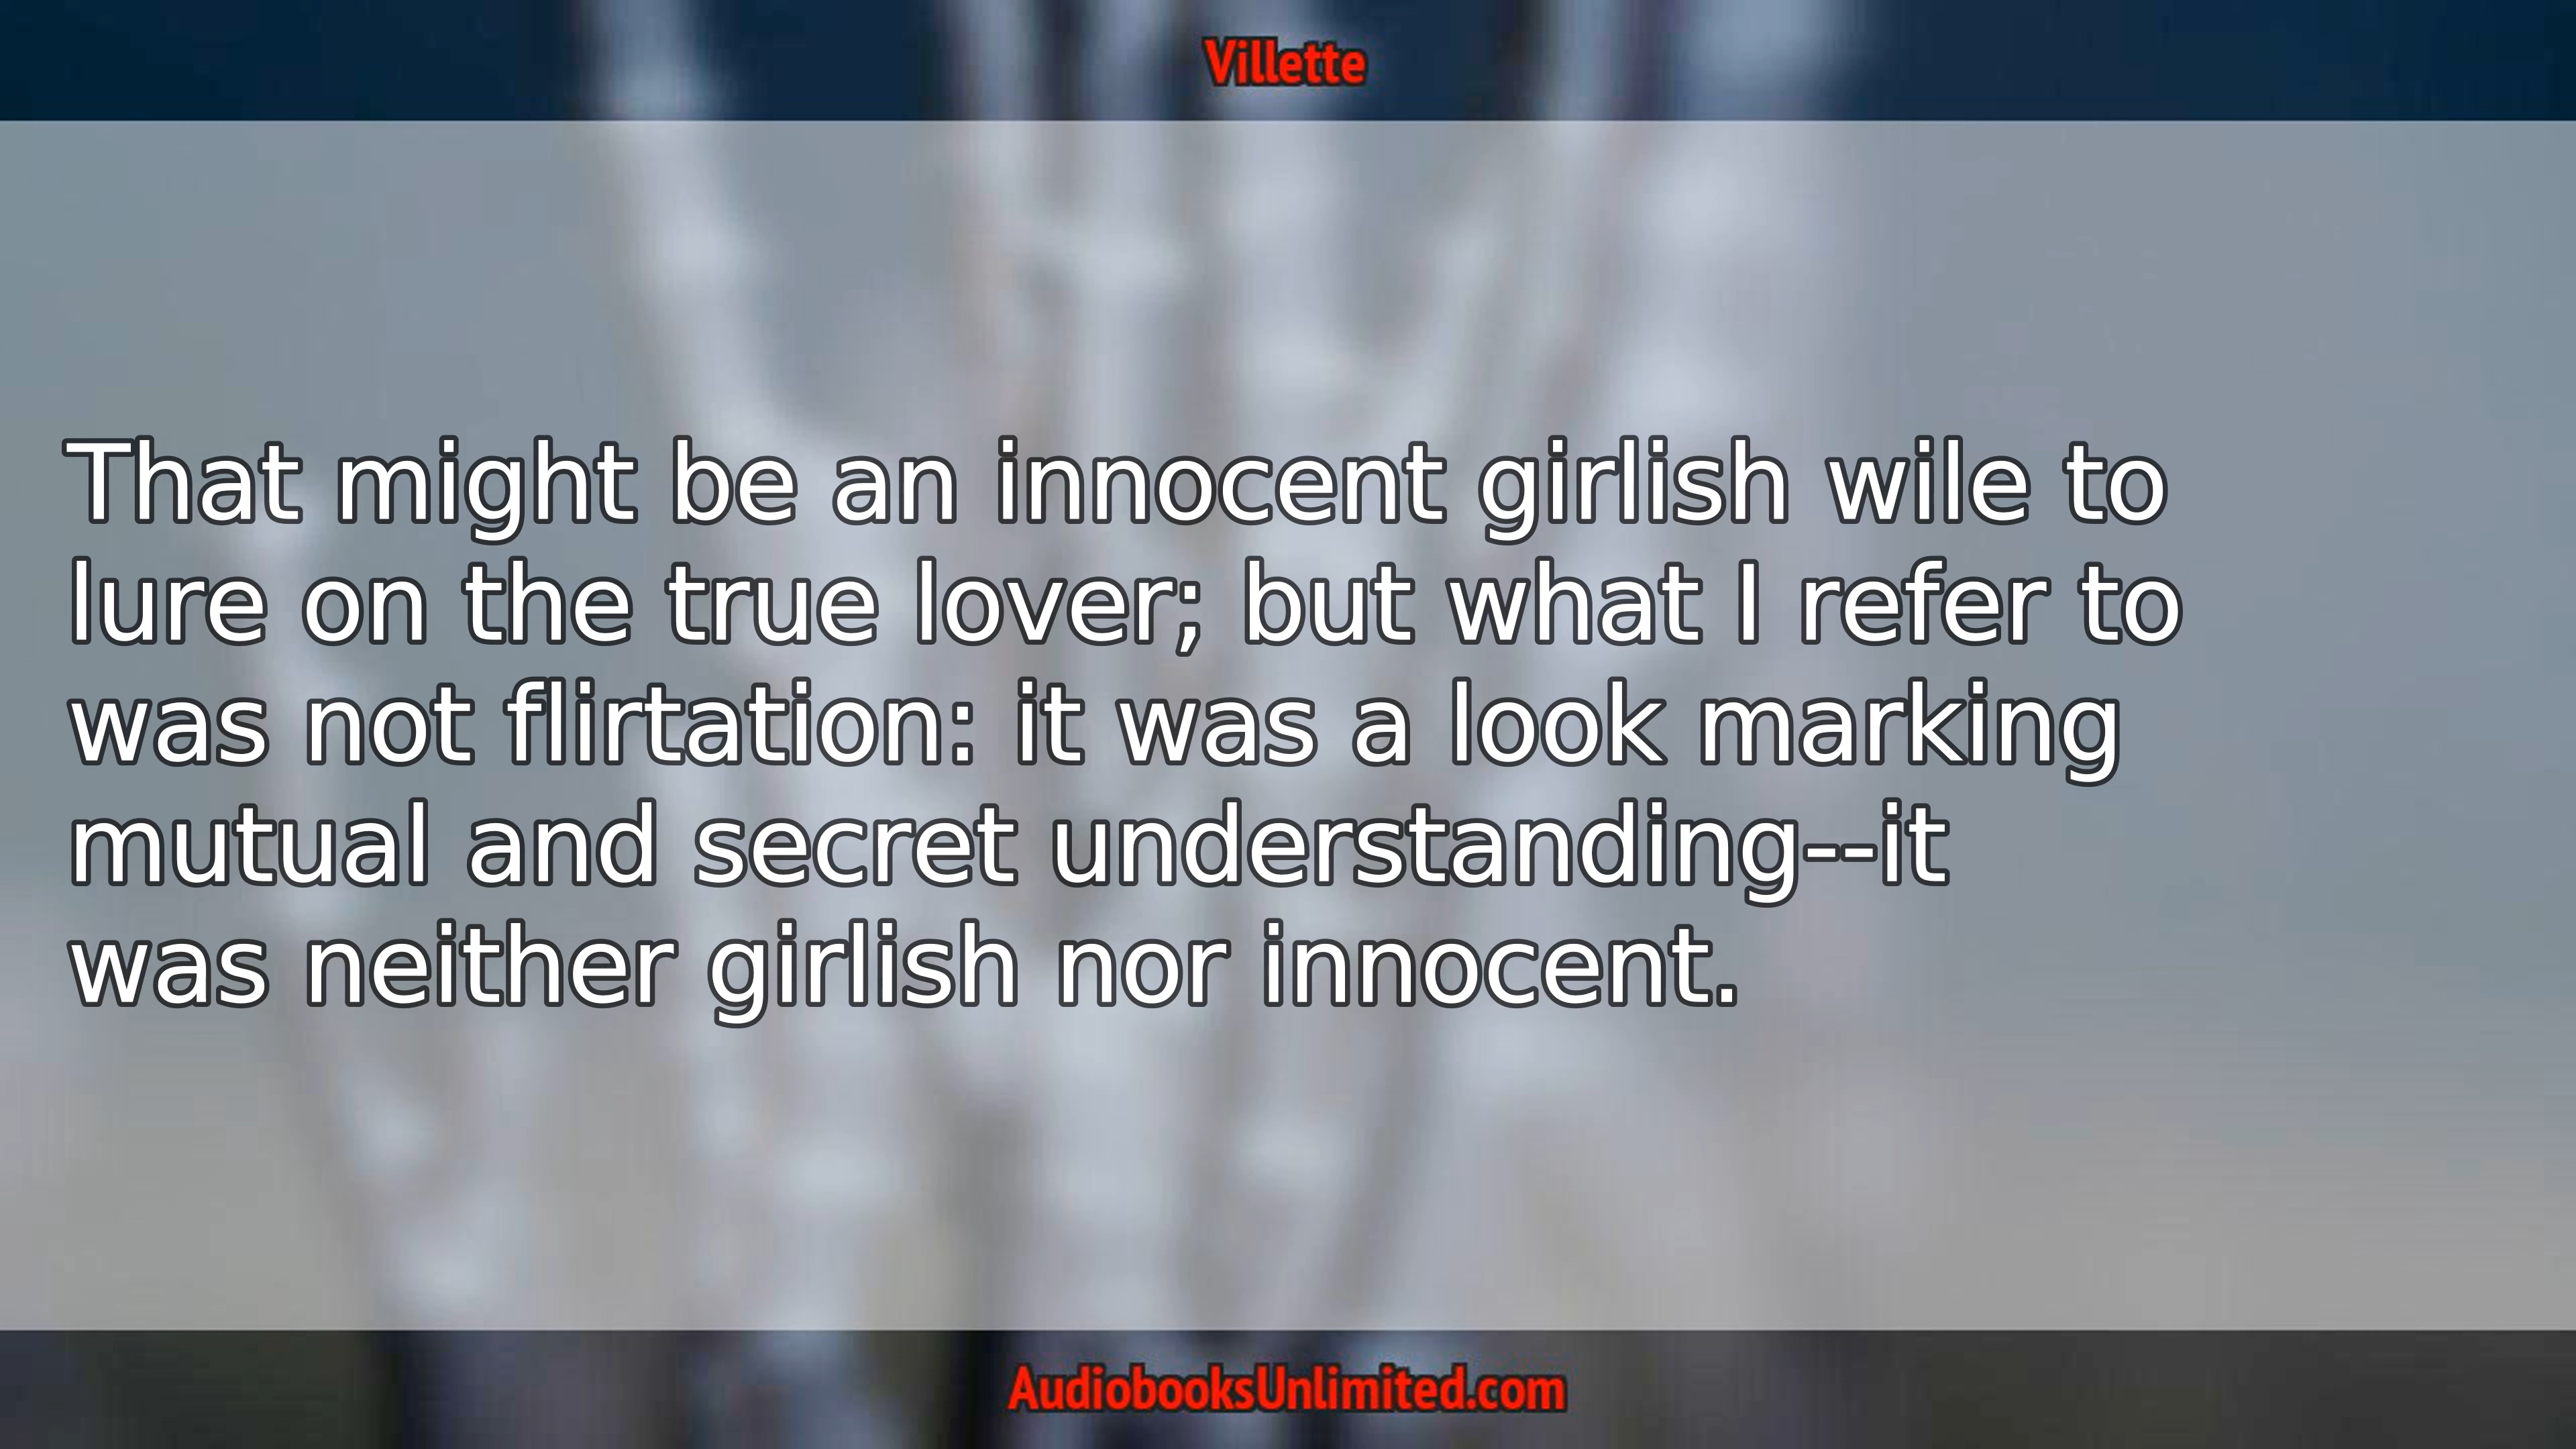 Villette
That might be an innocent girlish wile to
lure on the true lover; but what I refer to
was not flirtation: it was a look marking
mutual and secret understanding--it
was neither girlish nor innocent.
AudiobooksUnlimited.com